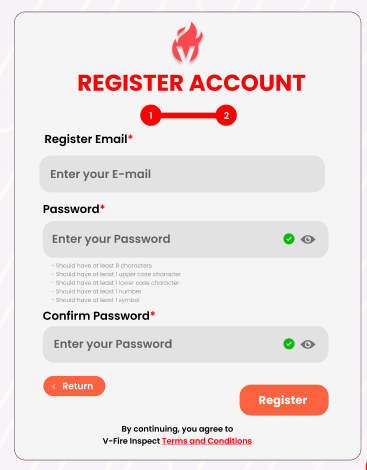 REGISTER ACCOUNT
1 2
Register Email*
Enter your E-mail
Password*
Enter your Password
- Should have at least 8 characters
- Should have at least 1 upper case character
- Should have at least 1 lower case character
- Should have at least 1 number
- Should have at least 1 symbol
Confirm Password*
Enter your Password
‹ Return
Register
By continuing, you agree to
V-Fire Inspect Terms and Conditions